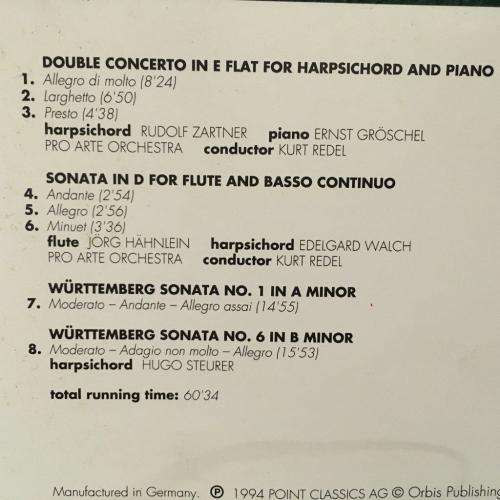 DOUBLE CONCERTO IN E FLAT FOR HARPSICHORD AND PIANO
1. Allegro di molto (8'24)
2. Larghetto (6'50)
3. Presto (4'38)
harpsichord RUDOLF ZARTNER piano ERNST GRÖSCHEL
PRO ARTE ORCHESTRA conductor KURT REDEL
SONATA IN D FOR FLUTE AND BASSO CONTINUO
4. Andante (2'54)
5. Allegro (2'56)
6. Minuet (3'36)
flute JÖRG HÄHNLEIN harpsichord EDELGARD WALCH
PRO ARTE ORCHESTRA conductor KURT REDEL
WÜRTTEMBERG SONATA NO. 1 IN A MINOR
7. Moderato – Andante – Allegro assai (14'55)
WÜRTTEMBERG SONATA NO. 6 IN B MINOR
8. Moderato – Adagio non molto – Allegro (15'53)
harpsichord HUGO STEURER
total running time: 60'34
Manufactured in Germany. ℗ 1994 POINT CLASSICS AG © Orbis Publishing